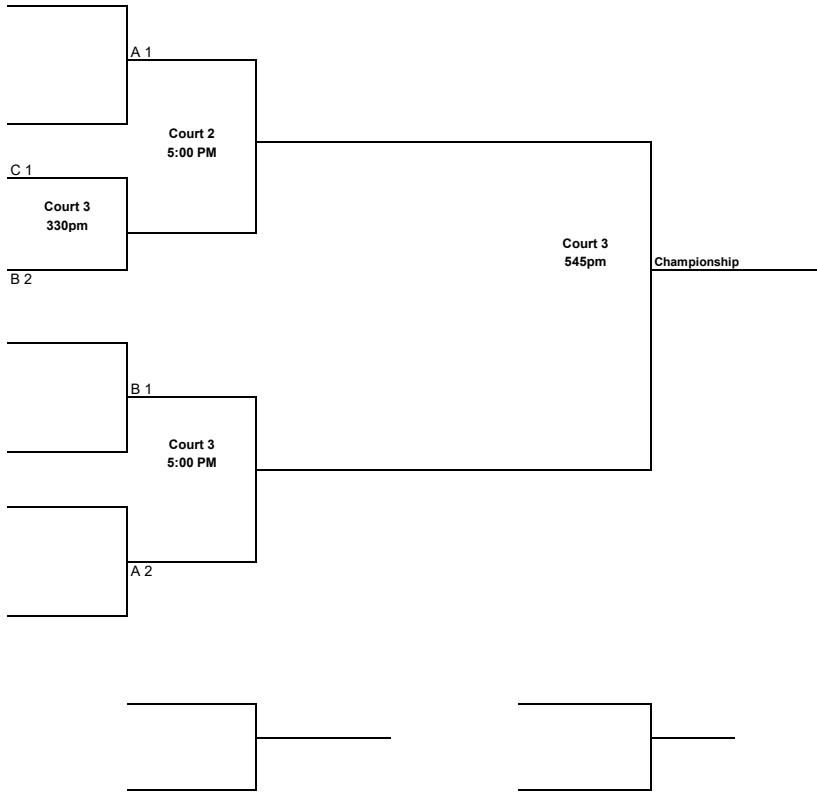 A 1
Court 2
5:00 PM
C 1
Court 3
330pm
B 2
Court 3
545pm
Championship
B 1
Court 3
5:00 PM
A 2